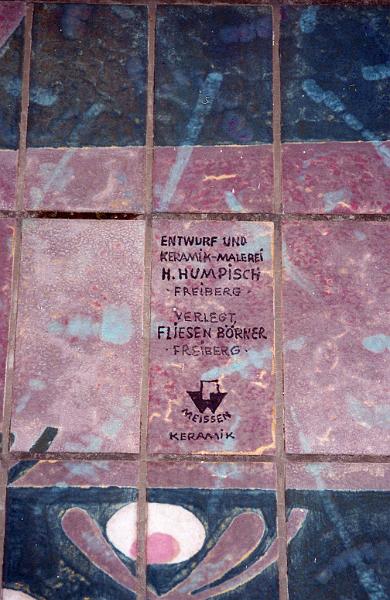 ENTWURF UND
KERAMIK-MALEREI
H. HUMPISCH
· FREIBERG ·
VERLEGT,
FLIESEN BÖRNER
· FREIBERG ·
MEISSEN
KERAMIK